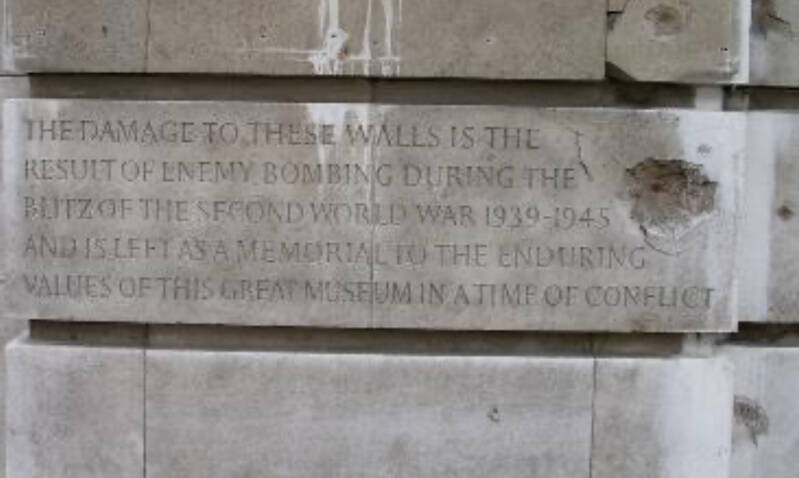 THE DAMAGE TO THESE WALLS IS THE
RESULT OF ENEMY BOMBING DURING THE
BLITZ OF THE SECOND WORLD WAR 1939-1945
AND IS LEFT AS A MEMORIAL TO THE ENDURING
VALUES OF THIS GREAT MUSEUM IN A TIME OF CONFLICT